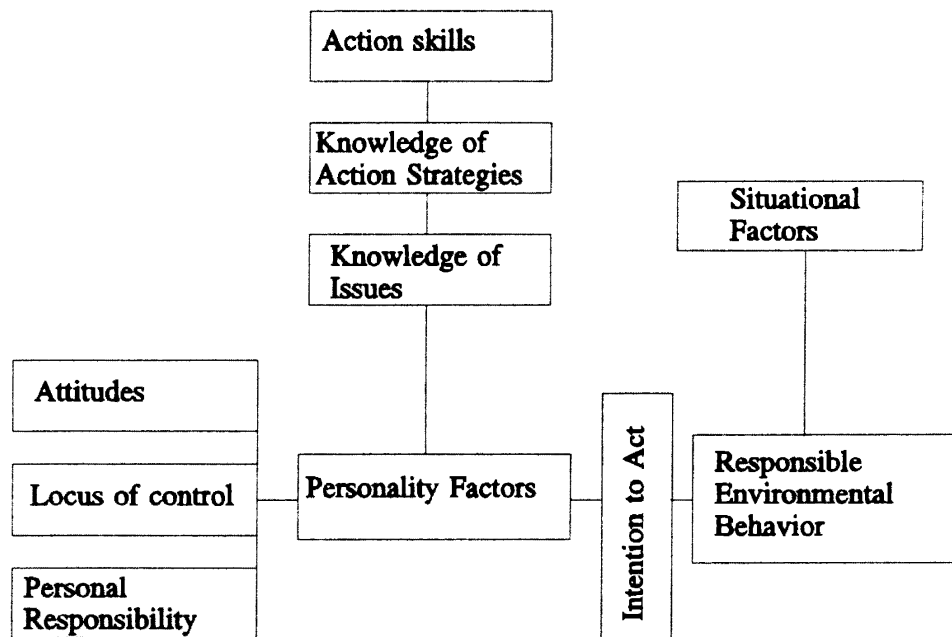 Action skills
Knowledge of
Action Strategies
Knowledge of
Issues
Situational
Factors
Attitudes
Locus of control
Personal
Responsibility
Personality Factors
Intention to Act
Responsible
Environmental
Behavior